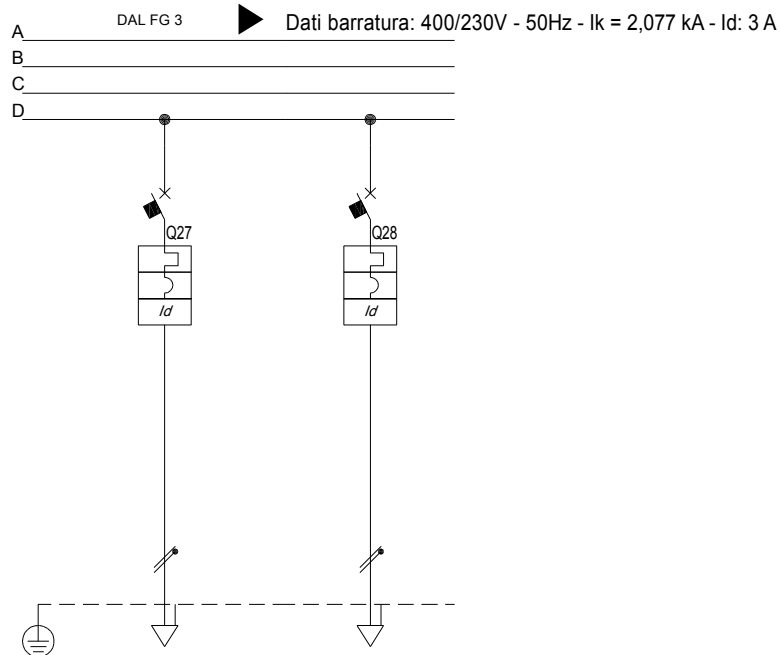 DAL FG 3
Dati barratura: 400/230V - 50Hz - Ik = 2,077 kA - Id: 3 A
A
B
C
D
Q27
Q28
Id
Id